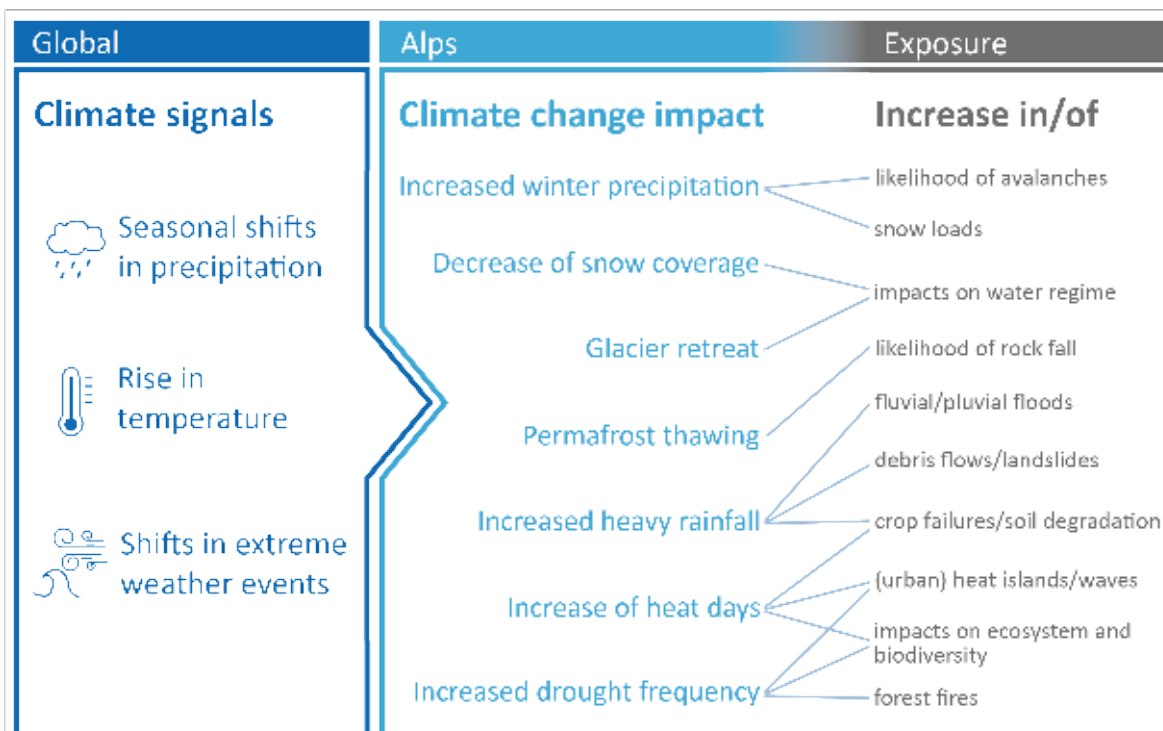 Global
Climate signals
Seasonal shifts
in precipitation
Rise in
temperature
Shifts in extreme
weather events
Alps
Climate change impact
Increased winter precipitation
Decrease of snow coverage
Glacier retreat
Permafrost thawing
Increased heavy rainfall
Increase of heat days
Increased drought frequency
Exposure
Increase in/of
likelihood of avalanches
snow loads
impacts on water regime
likelihood of rock fall
fluvial/pluvial floods
debris flows/landslides
crop failures/soil degradation
(urban) heat islands/waves
impacts on ecosystem and
biodiversity
forest fires